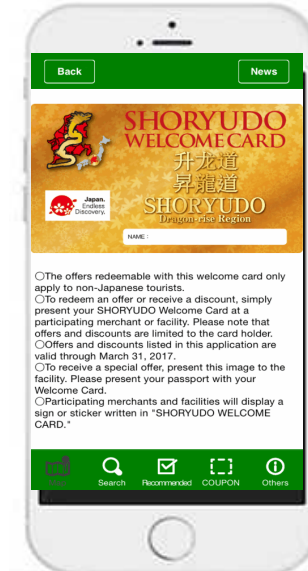 Back
News
SHORYUDO
WELCOME CARD
升龙道
昇龍道
SHORYUDO
Dragon-rise Region
Japan.
Endless
Discovery.
NAME :
○The offers redeemable with this welcome card only
apply to non-Japanese tourists.
○To redeem an offer or receive a discount, simply
present your SHORYUDO Welcome Card at a
participating merchant or facility. Please note that
offers and discounts are limited to the card holder.
○Offers and discounts listed in this application are
valid through March 31, 2017.
○To receive a special offer, present this image to the
facility. Please present your passport with your
Welcome Card.
○Participating merchants and facilities will display a
sign or sticker written in "SHORYUDO WELCOME
CARD."
Search
Recommended
COUPON
Others